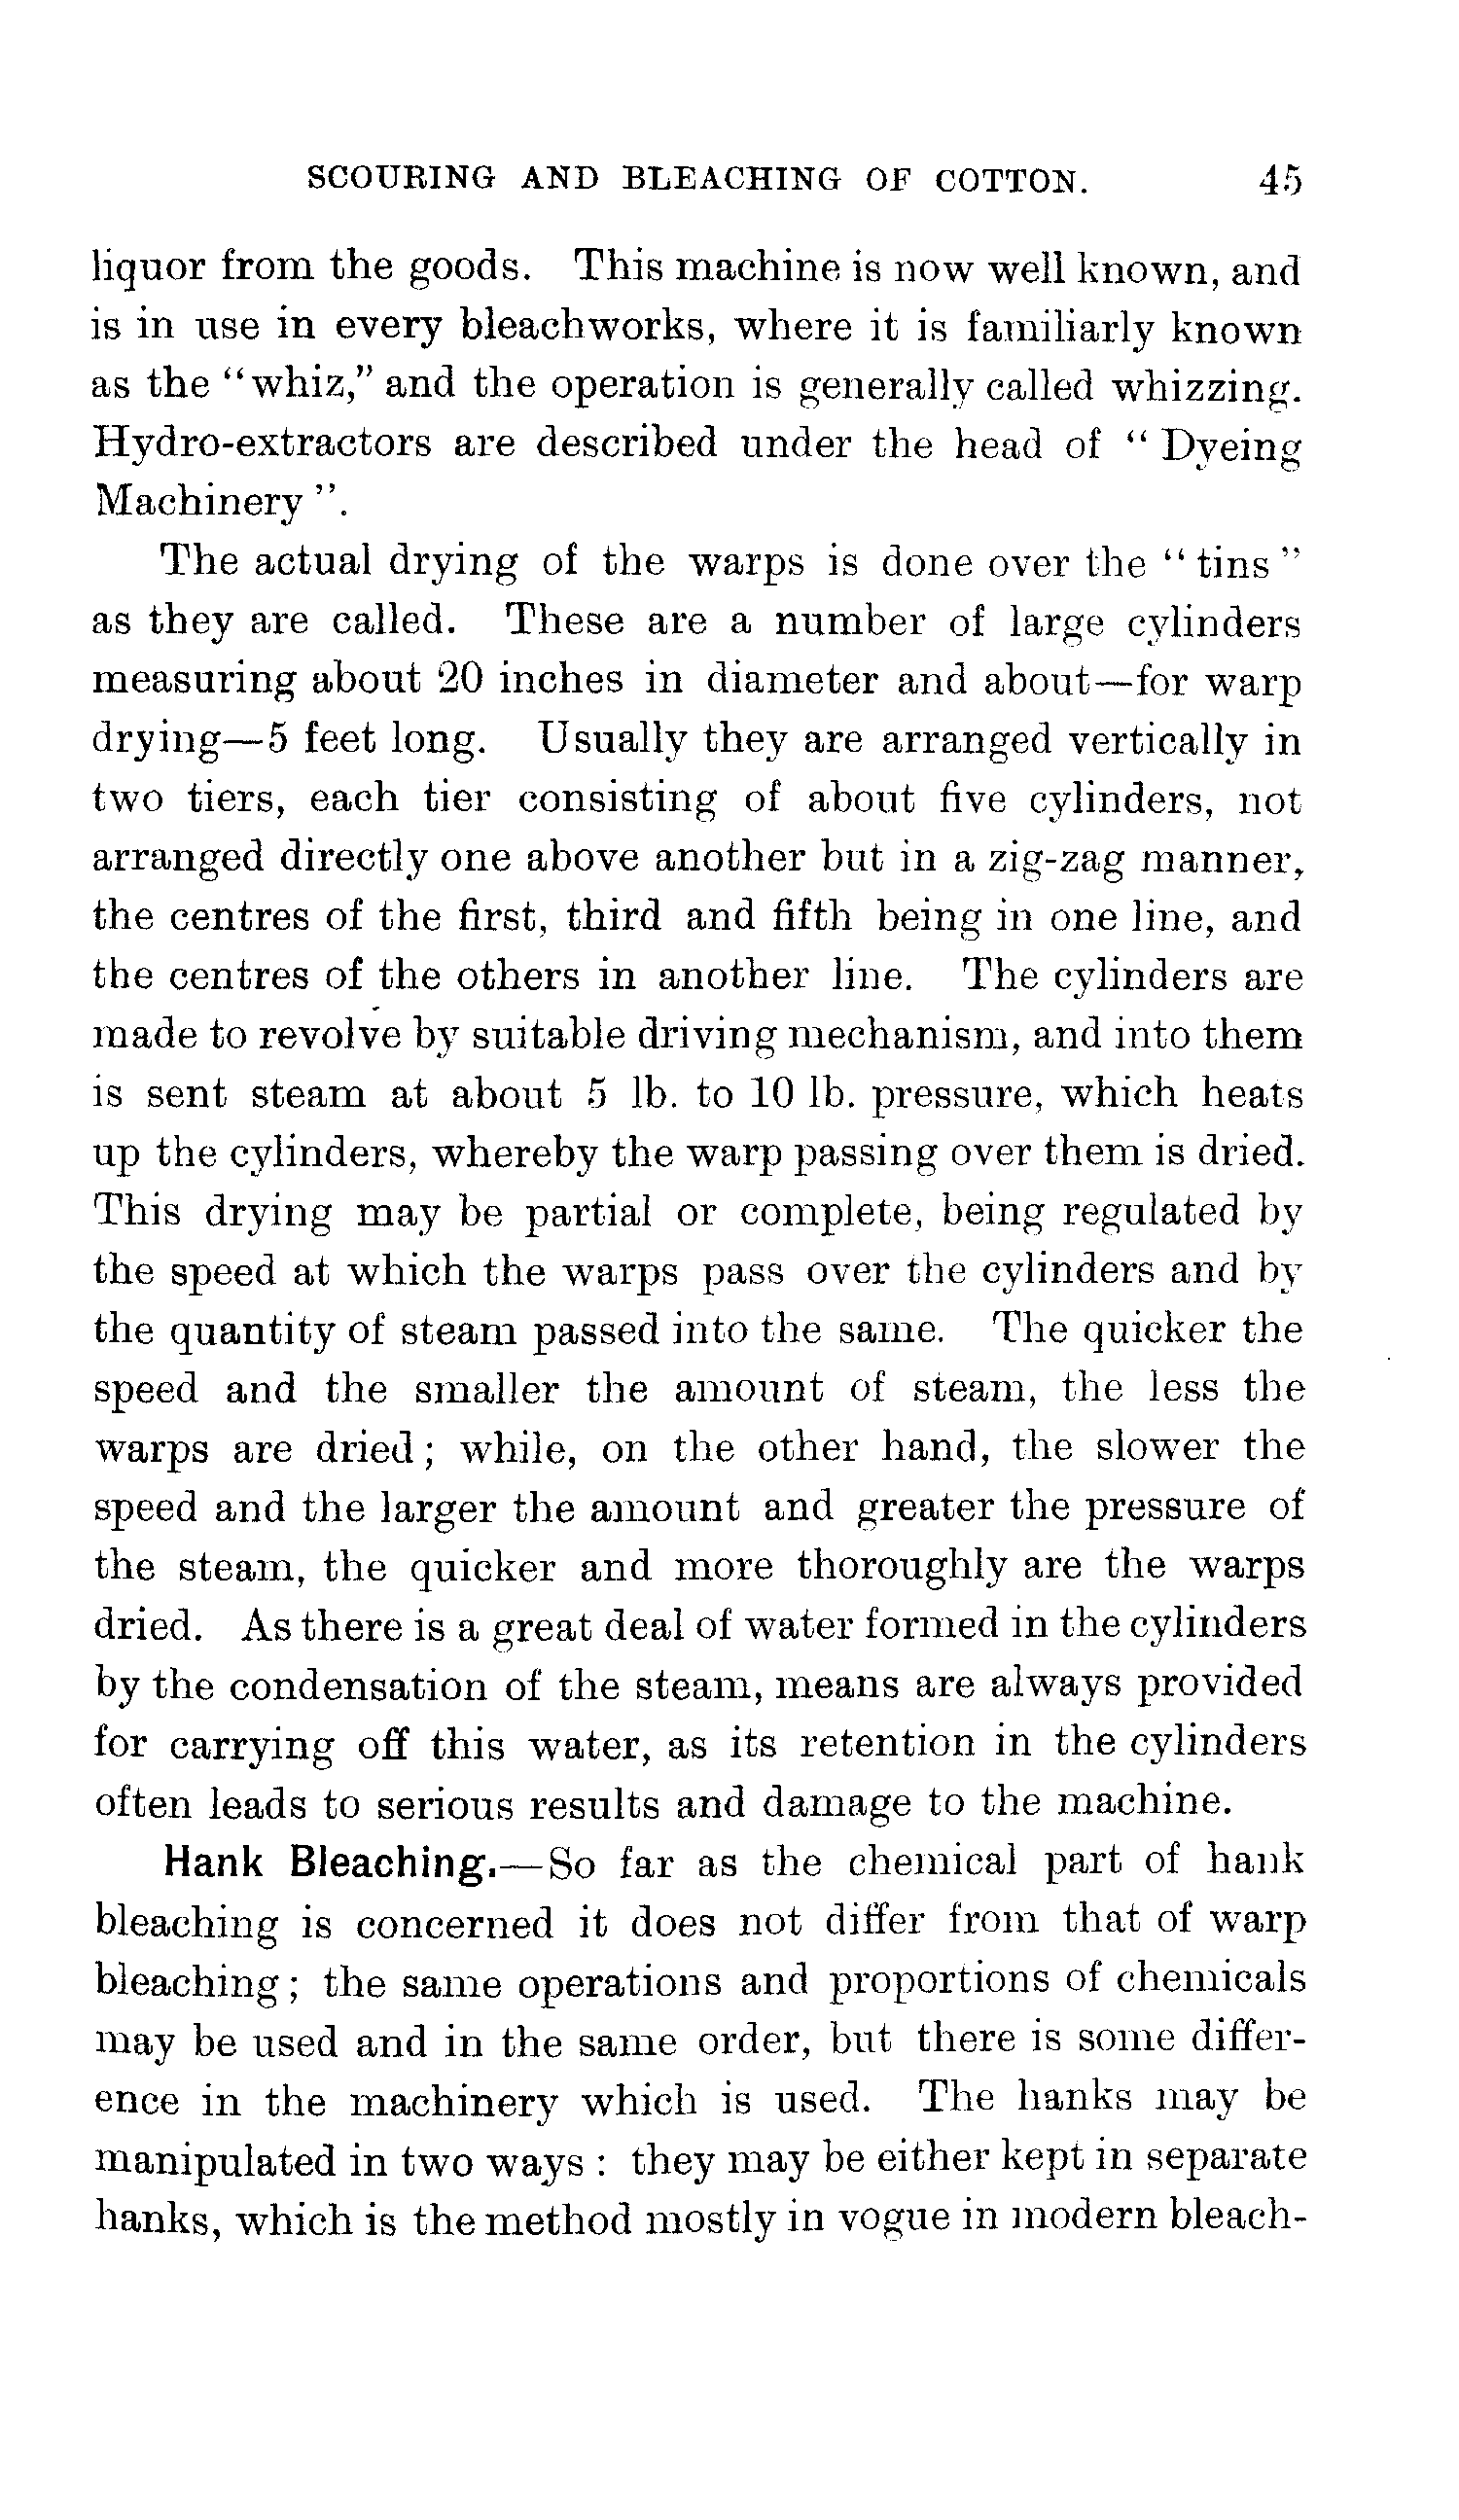 SCOURING AND BLEACHING OF COTTON. 45
liquor from the goods. This machine is now well known, and
is in use in every bleachworks, where it is familiarly known
as the "whiz," and the operation is generally called whizzing.
Hydro-extractors are described under the head of " Dyeing
Machinery ".
The actual drying of the warps is done over the " tins "
as they are called. These are a number of large cylinders
measuring about 20 inches in diameter and about—for warp
drying—5 feet long. Usually they are arranged vertically in
two tiers, each tier consisting of about five cylinders, not
arranged directly one above another but in a zig-zag manner,
the centres of the first, third and fifth being in one line, and
the centres of the others in another line. The cylinders are
made to revolve by suitable driving mechanism, and into them
is sent steam at about 5 lb. to 10 lb. pressure, which heats
up the cylinders, whereby the warp passing over them is dried.
This drying may be partial or complete, being regulated by
the speed at which the warps pass over the cylinders and by
the quantity of steam passed into the same. The quicker the
speed and the smaller the amount of steam, the less the
warps are dried; while, on the other hand, the slower the
speed and the larger the amount and greater the pressure of
the steam, the quicker and more thoroughly are the warps
dried. As there is a great deal of water formed in the cylinders
by the condensation of the steam, means are always provided
for carrying off this water, as its retention in the cylinders
often leads to serious results and damage to the machine.
Hank Bleaching.—So far as the chemical part of hank
bleaching is concerned it does not differ from that of warp
bleaching; the same operations and proportions of chemicals
may be used and in the same order, but there is some differ-
ence in the machinery which is used. The hanks may be
manipulated in two ways : they may be either kept in separate
hanks, which is the method mostly in vogue in modern bleach-